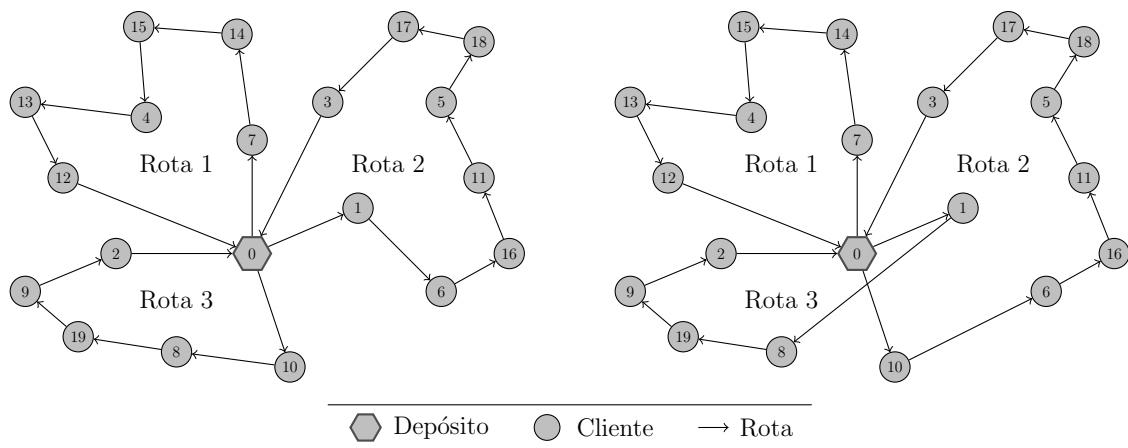 15 14 17 18 15 14 17 18
13 4 3 5 13 4 3 5
7 7
Rota 1 Rota 2 Rota 1 Rota 2
12 11 12 11
1 1
2 0 16 2 0 16
9 Rota 3 6 9 Rota 3 6
19 8 10 19 8 10
Depósito Cliente Rota